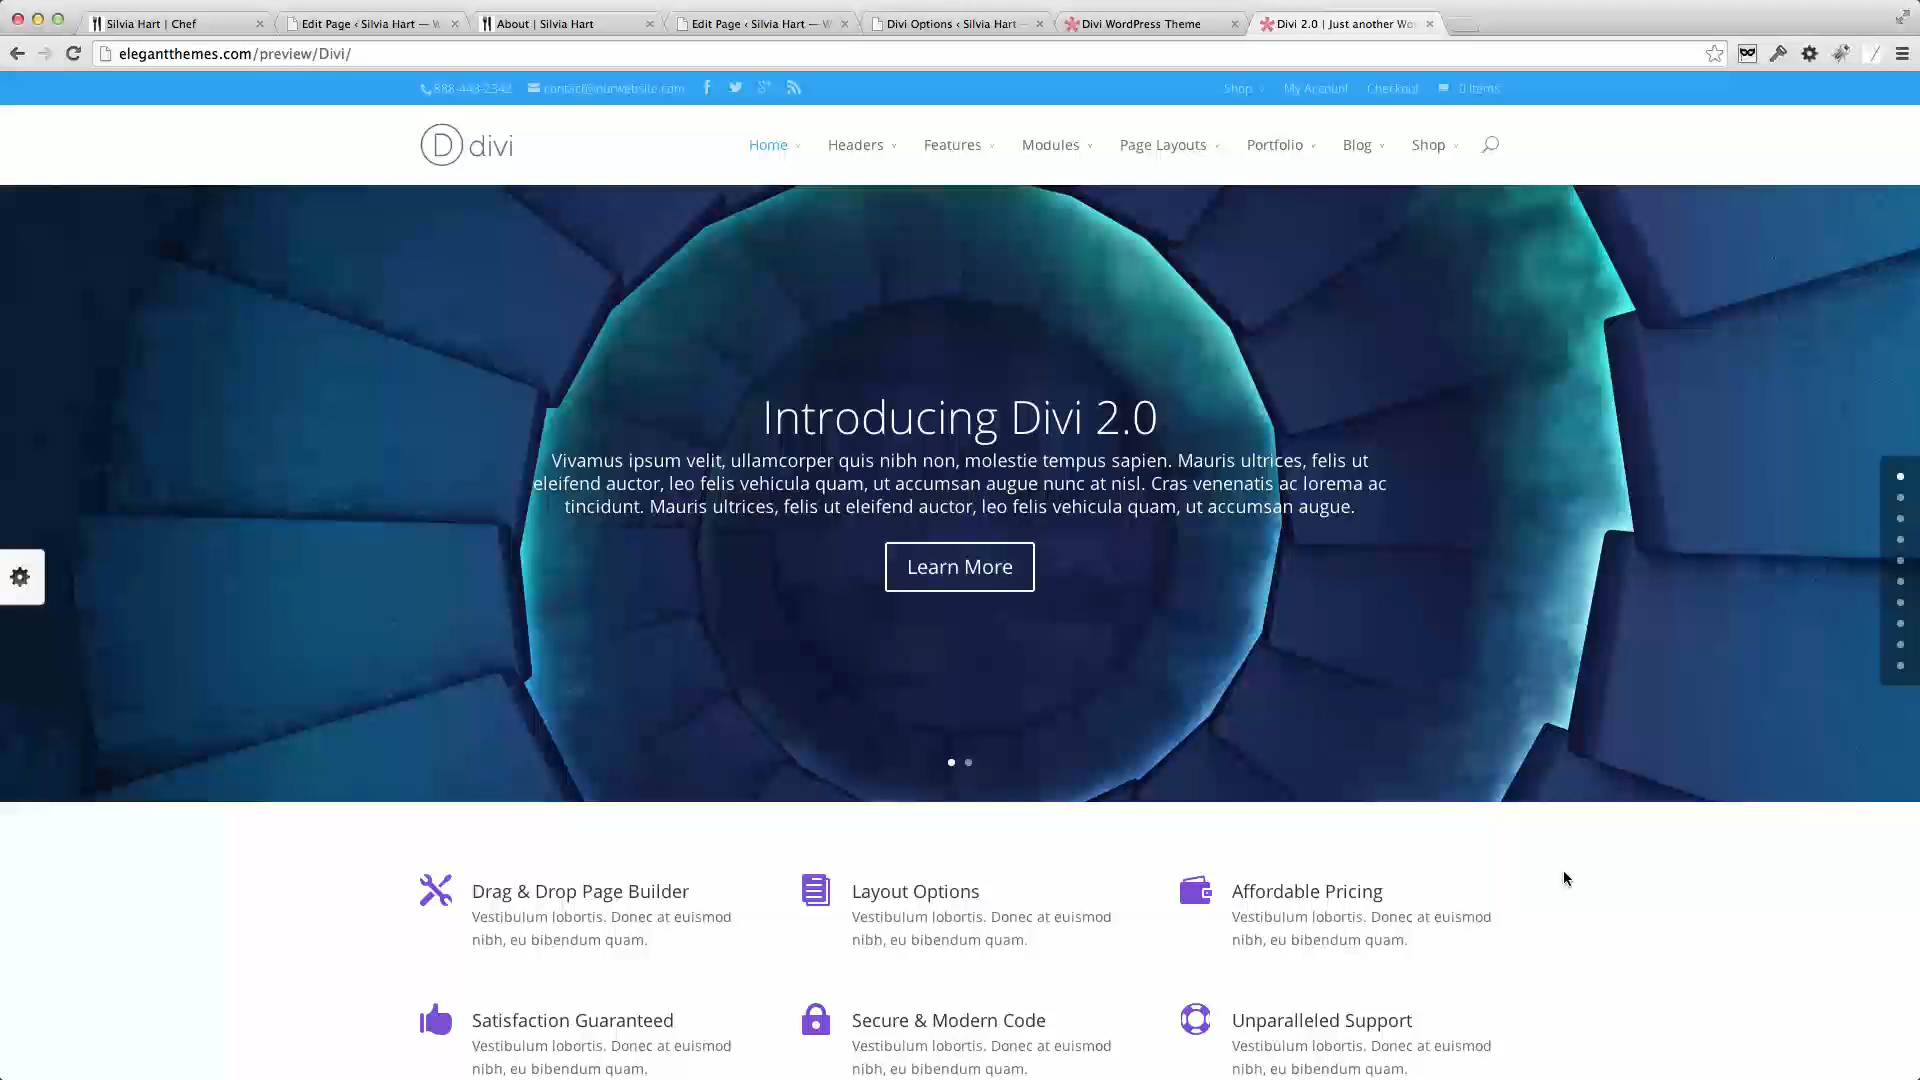 Silvia Hart | Chef
Edit Page ‹ Silvia Hart — W
About | Silvia Hart
Edit Page ‹ Silvia Hart — W
Divi Options ‹ Silvia Hart —
Divi WordPress Theme
Divi 2.0 | Just another Wo
elegantthemes.com/preview/Divi/
888-443-2342
contact@ourwebsite.com
Shop
My Account
Checkout
0 Items
D divi
Home
Headers
Features
Modules
Page Layouts
Portfolio
Blog
Shop
Introducing Divi 2.0
Vivamus ipsum velit, ullamcorper quis nibh non, molestie tempus sapien. Mauris ultrices, felis ut
eleifend auctor, leo felis vehicula quam, ut accumsan augue nunc at nisl. Cras venenatis ac lorema ac
tincidunt. Mauris ultrices, felis ut eleifend auctor, leo felis vehicula quam, ut accumsan augue.
Learn More
Drag & Drop Page Builder
Vestibulum lobortis. Donec at euismod
nibh, eu bibendum quam.
Layout Options
Vestibulum lobortis. Donec at euismod
nibh, eu bibendum quam.
Affordable Pricing
Vestibulum lobortis. Donec at euismod
nibh, eu bibendum quam.
Satisfaction Guaranteed
Vestibulum lobortis. Donec at euismod
nibh, eu bibendum quam.
Secure & Modern Code
Vestibulum lobortis. Donec at euismod
nibh, eu bibendum quam.
Unparalleled Support
Vestibulum lobortis. Donec at euismod
nibh, eu bibendum quam.